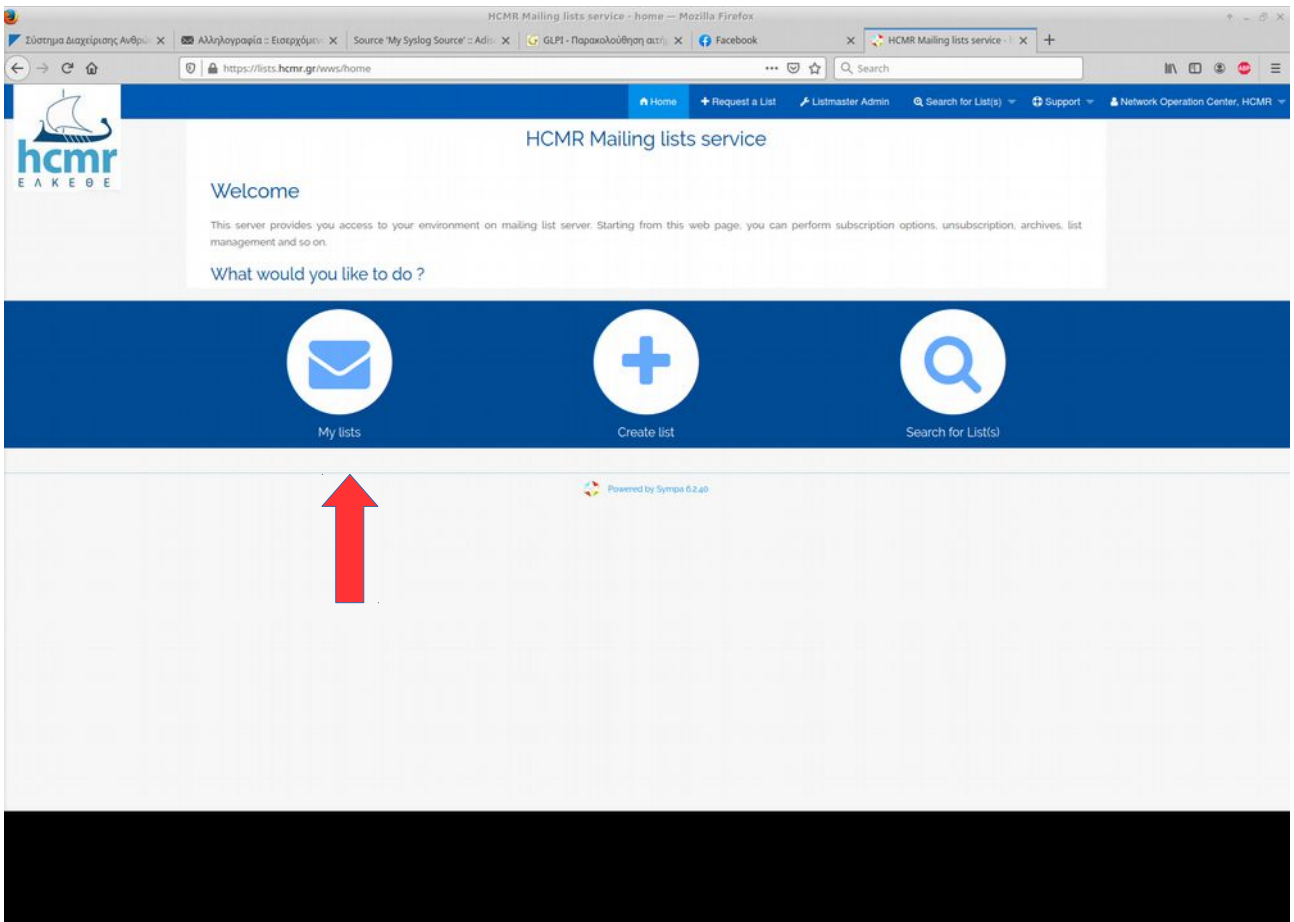 HCMR Mailing lists service - home — Mozilla Firefox
Σύστημα Διαχείρισης Ανθρώ
Αλληλογραφία :: Εισερχόμεν
Source 'My Syslog Source' :: Adis
GLPI - Παρακολούθηση αιτή
Facebook
HCMR Mailing lists service - h
https://lists.hcmr.gr/wws/home
Search
Home
Request a List
Listmaster Admin
Search for List(s)
Support
Network Operation Center, HCMR
hcmr
ΕΛΚΕΘΕ
HCMR Mailing lists service
Welcome
This server provides you access to your environment on mailing list server. Starting from this web page, you can perform subscription options, unsubscription, archives, list
management and so on.
What would you like to do ?
My lists
Create list
Search for List(s)
Powered by Sympa 6.2.40